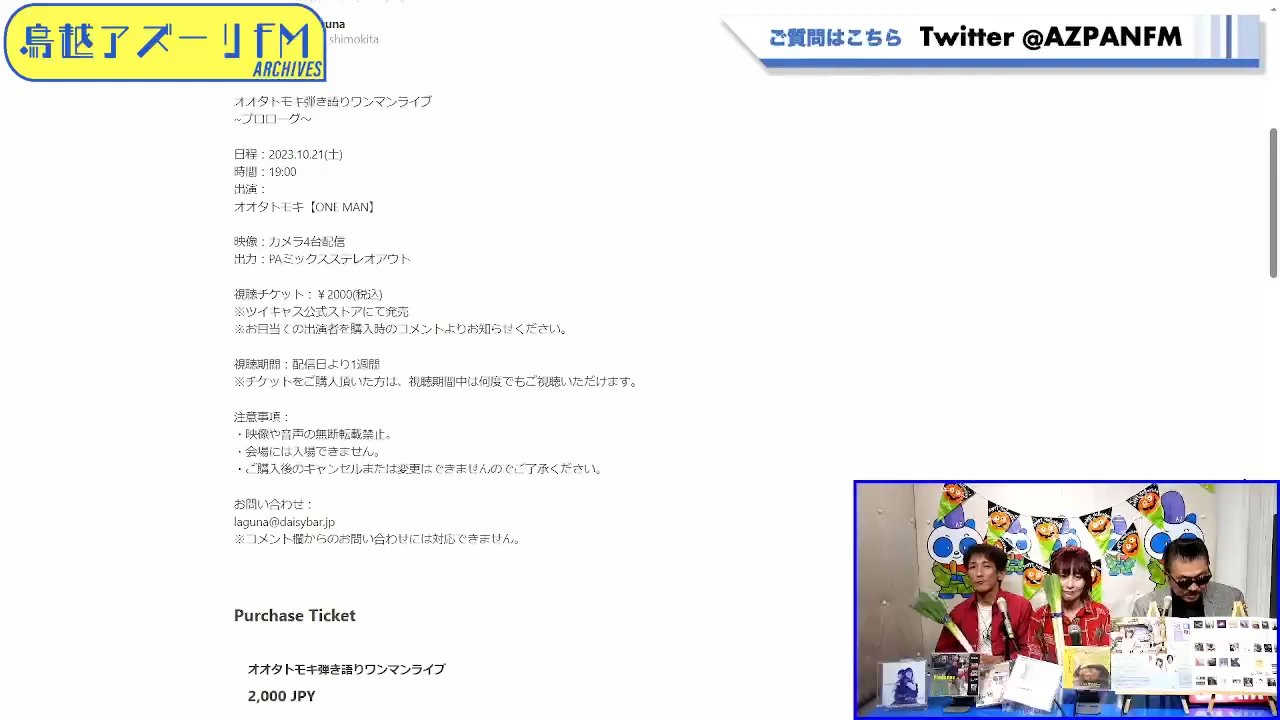 鳥越アズーリFM
ARCHIVES
ご質問はこちら Twitter @AZPANFM
una
shimokita
オオタトモキ弾き語りワンマンライブ
~プロローグ〜
日程：2023.10.21(土)
時間：19:00
出演：
オオタトモキ【ONE MAN】
映像：カメラ4台配信
出力：PAミックスステレオアウト
視聴チケット：￥2000(税込)
※ツイキャス公式ストアにて発売
※お目当ての出演者を購入時のコメントよりお知らせください。
視聴期間：配信日より1週間
※チケットをご購入頂いた方は、視聴期間中は何度でもご視聴いただけます。
注意事項：
・映像や音声の無断転載禁止。
・会場には入場できません。
・ご購入後のキャンセルまたは変更はできませんのでご了承ください。
お問い合わせ：
laguna@daisybar.jp
※コメント欄からのお問い合わせには対応できません。
Purchase Ticket
オオタトモキ弾き語りワンマンライブ
2,000 JPY